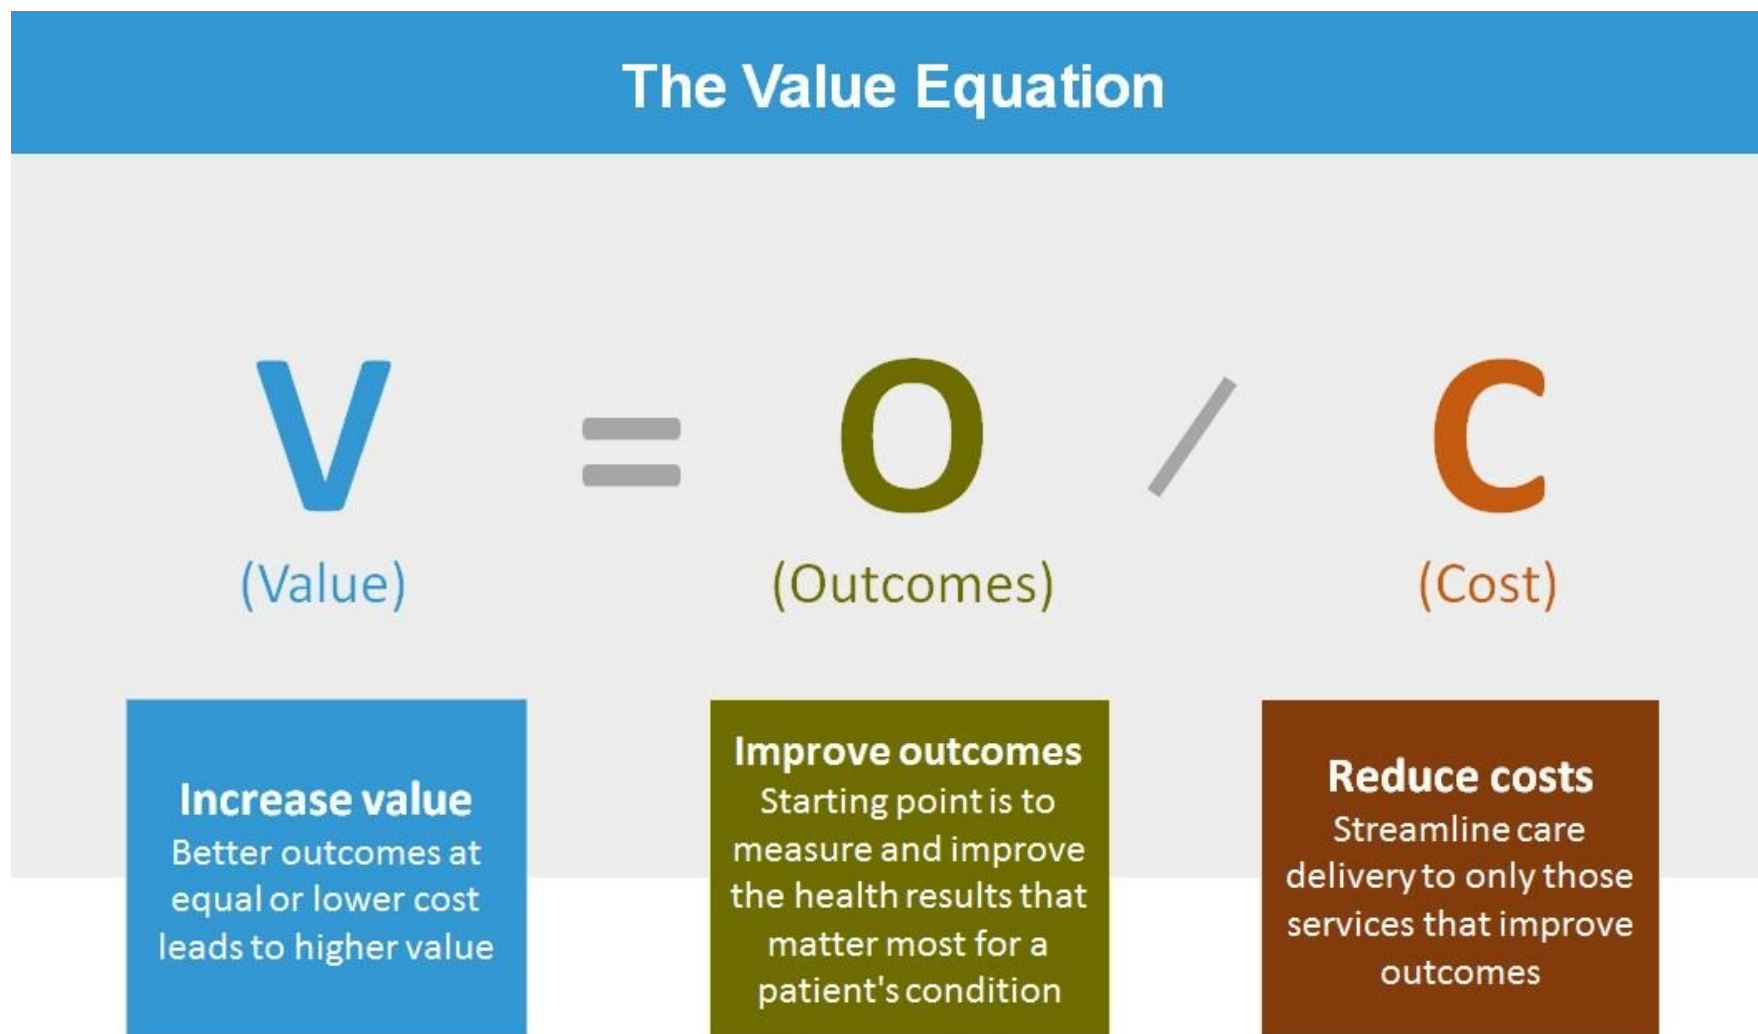 The Value Equation
V = O / C
(Value) (Outcomes) (Cost)
Increase value
Better outcomes at
equal or lower cost
leads to higher value
Improve outcomes
Starting point is to
measure and improve
the health results that
matter most for a
patient's condition
Reduce costs
Streamline care
delivery to only those
services that improve
outcomes